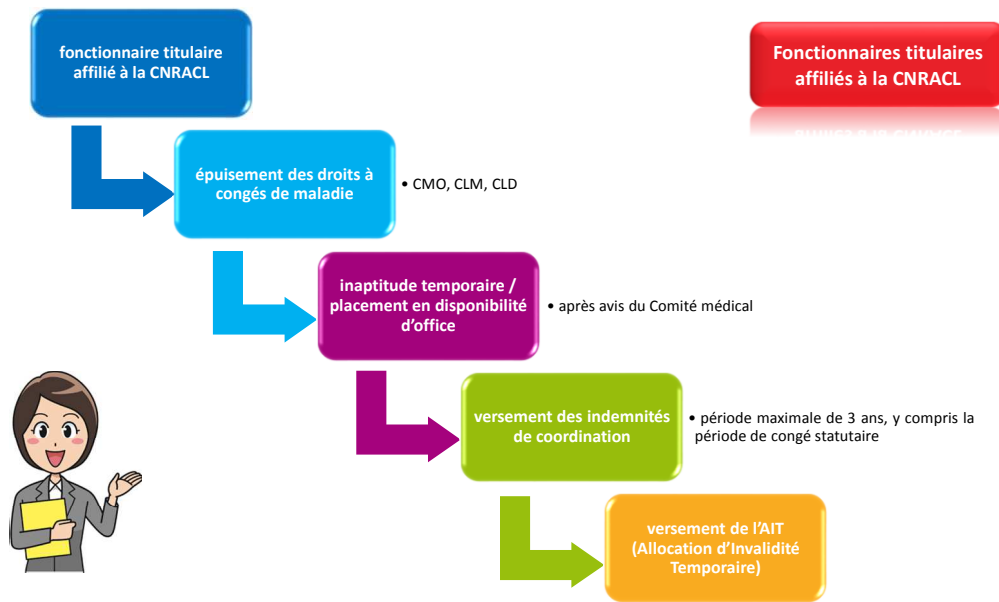 fonctionnaire titulaire
affilié à la CNRACL
Fonctionnaires titulaires
affiliés à la CNRACL
épuisement des droits à
congés de maladie
• CMO, CLM, CLD
inaptitude temporaire /
placement en disponibilité
d'office
• après avis du Comité médical
versement des indemnités
de coordination
• période maximale de 3 ans, y compris la
période de congé statutaire
versement de l'AIT
(Allocation d'Invalidité
Temporaire)